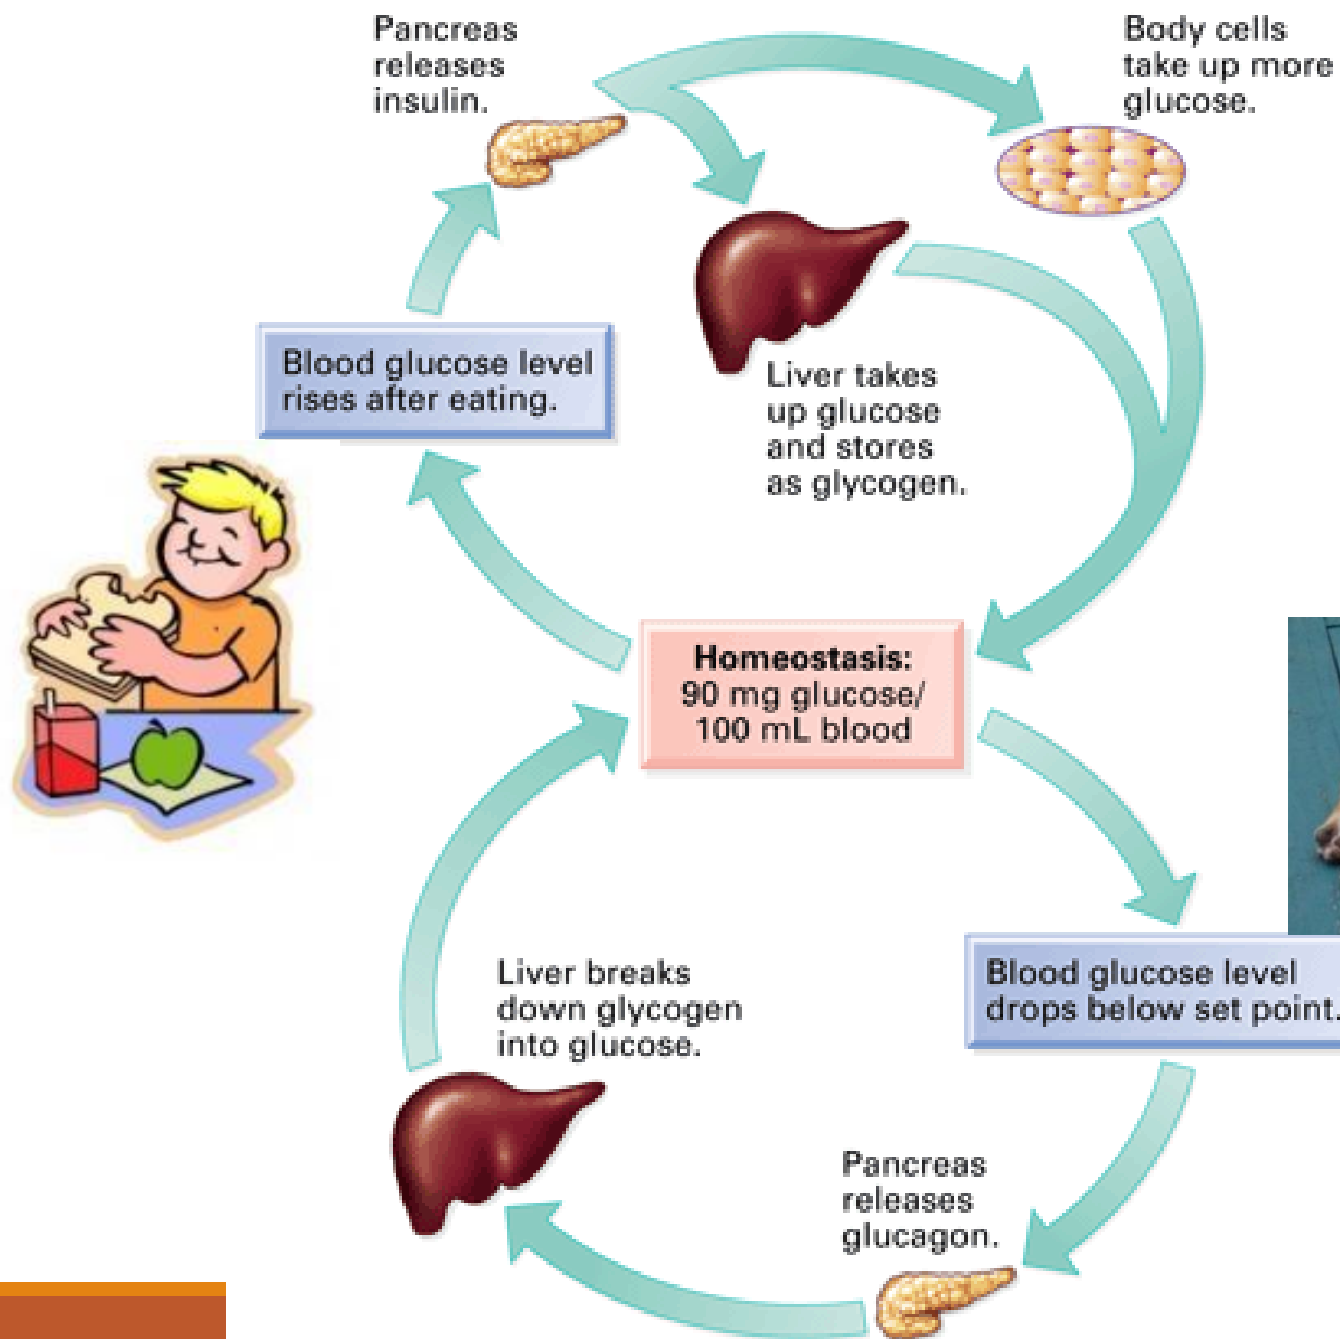 Pancreas
releases
insulin.
Body cells
take up more
glucose.
Blood glucose level
rises after eating.
Liver takes
up glucose
and stores
as glycogen.
Homeostasis:
90 mg glucose/
100 mL blood
Liver breaks
down glycogen
into glucose.
Blood glucose level
drops below set point.
Pancreas
releases
glucagon.